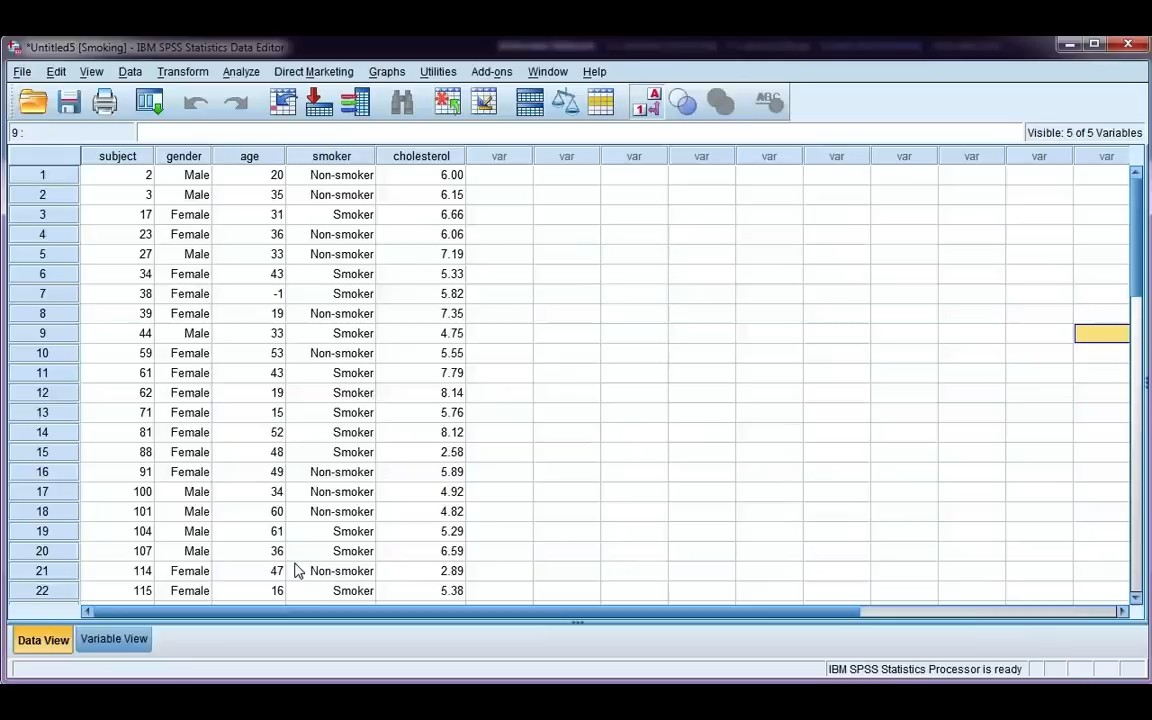 *Untitled5 [Smoking] - IBM SPSS Statistics Data Editor
File Edit View Data Transform Analyze Direct Marketing Graphs Utilities Add-ons Window Help
A
1
ABC
9 : Visible: 5 of 5 Variables
subject gender age smoker cholesterol var var var var var var var var var var
1 2 Male 20 Non-smoker 6.00
2 3 Male 35 Non-smoker 6.15
3 17 Female 31 Smoker 6.66
4 23 Female 36 Non-smoker 6.06
5 27 Male 33 Non-smoker 7.19
6 34 Female 43 Smoker 5.33
7 38 Female -1 Smoker 5.82
8 39 Female 19 Non-smoker 7.35
9 44 Male 33 Smoker 4.75
10 59 Female 53 Non-smoker 5.55
11 61 Female 43 Smoker 7.79
12 62 Female 19 Smoker 8.14
13 71 Female 15 Smoker 5.76
14 81 Female 52 Smoker 8.12
15 88 Female 48 Smoker 2.58
16 91 Female 49 Non-smoker 5.89
17 100 Male 34 Non-smoker 4.92
18 101 Male 60 Non-smoker 4.82
19 104 Male 61 Smoker 5.29
20 107 Male 36 Smoker 6.59
21 114 Female 47 Non-smoker 2.89
22 115 Female 16 Smoker 5.38
Data View Variable View
IBM SPSS Statistics Processor is ready